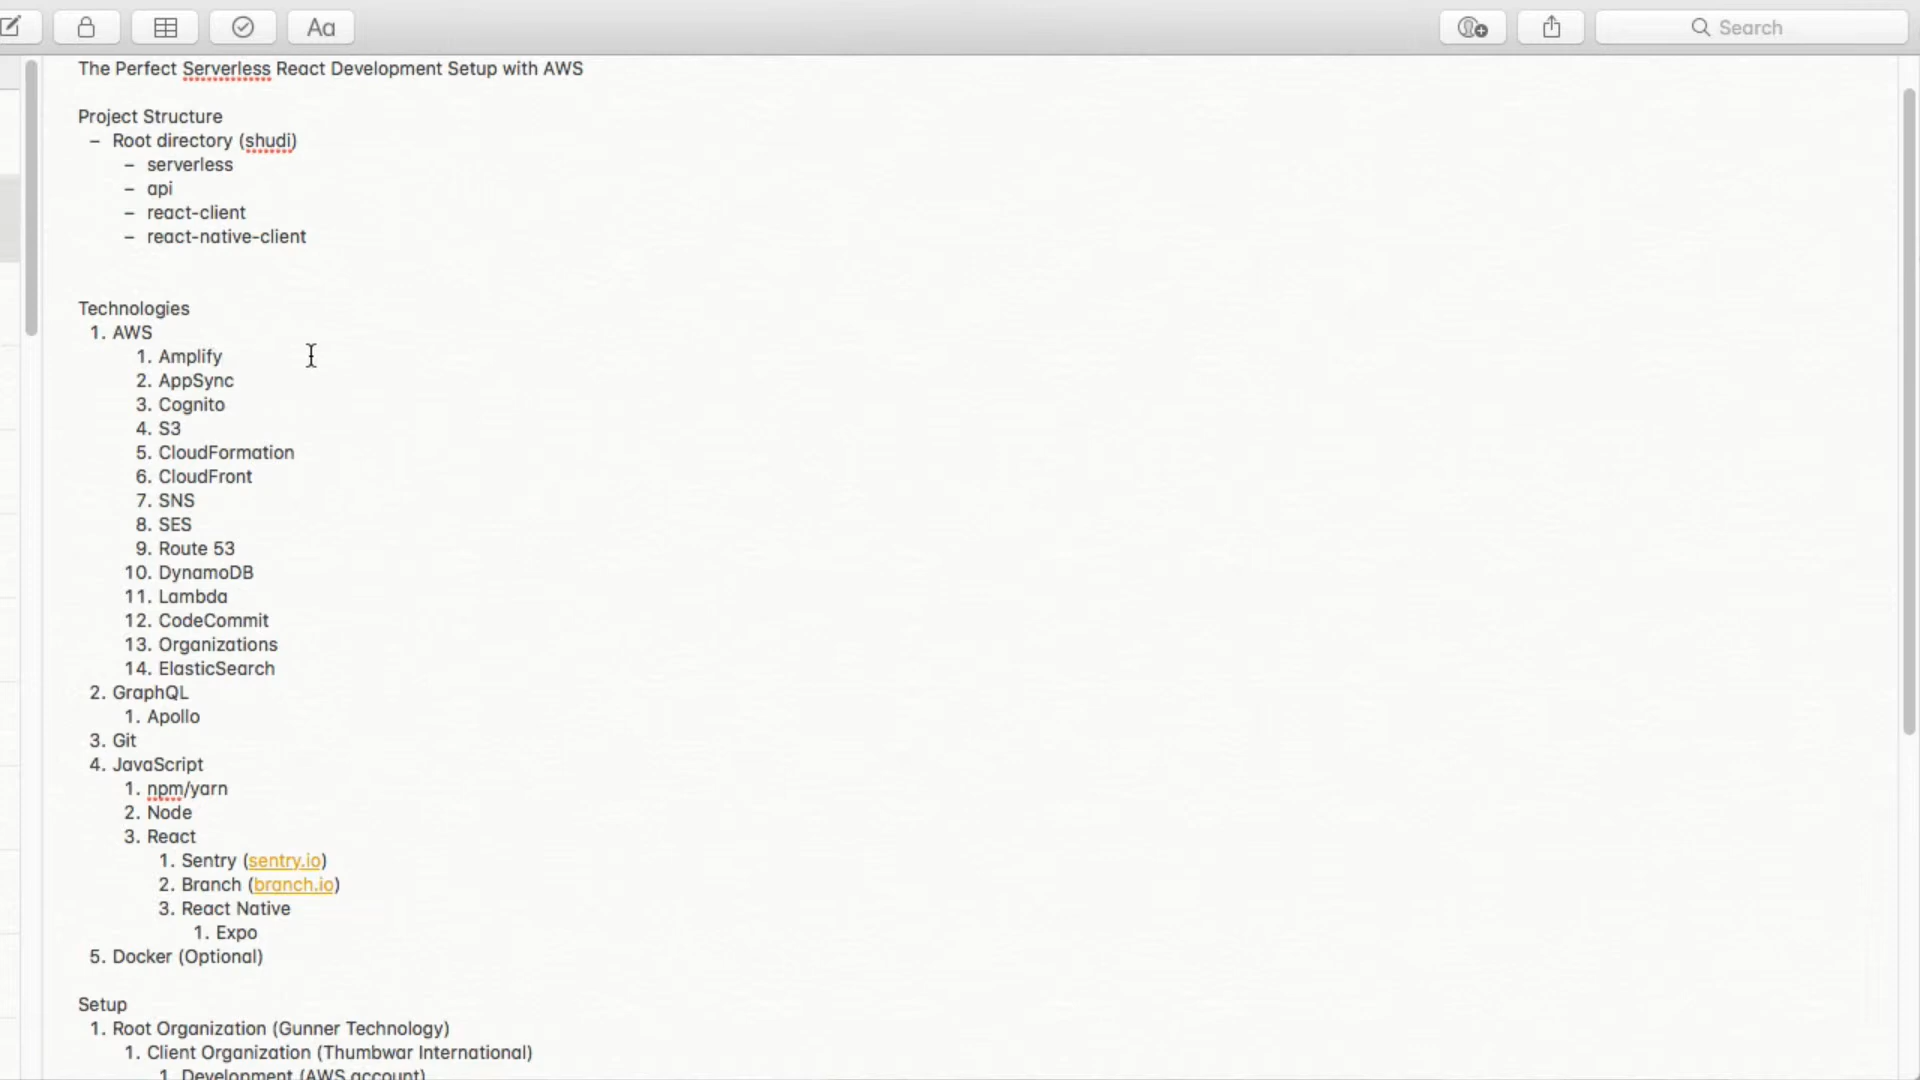 Aa
Search
The Perfect Serverless React Development Setup with AWS
Project Structure
– Root directory (shudi)
– serverless
– api
– react-client
– react-native-client
Technologies
1. AWS
1. Amplify
2. AppSync
3. Cognito
4. S3
5. CloudFormation
6. CloudFront
7. SNS
8. SES
9. Route 53
10. DynamoDB
11. Lambda
12. CodeCommit
13. Organizations
14. ElasticSearch
2. GraphQL
1. Apollo
3. Git
4. JavaScript
1. npm/yarn
2. Node
3. React
1. Sentry (sentry.io)
2. Branch (branch.io)
3. React Native
1. Expo
5. Docker (Optional)
Setup
1. Root Organization (Gunner Technology)
1. Client Organization (Thumbwar International)
1. Development (AWS account)